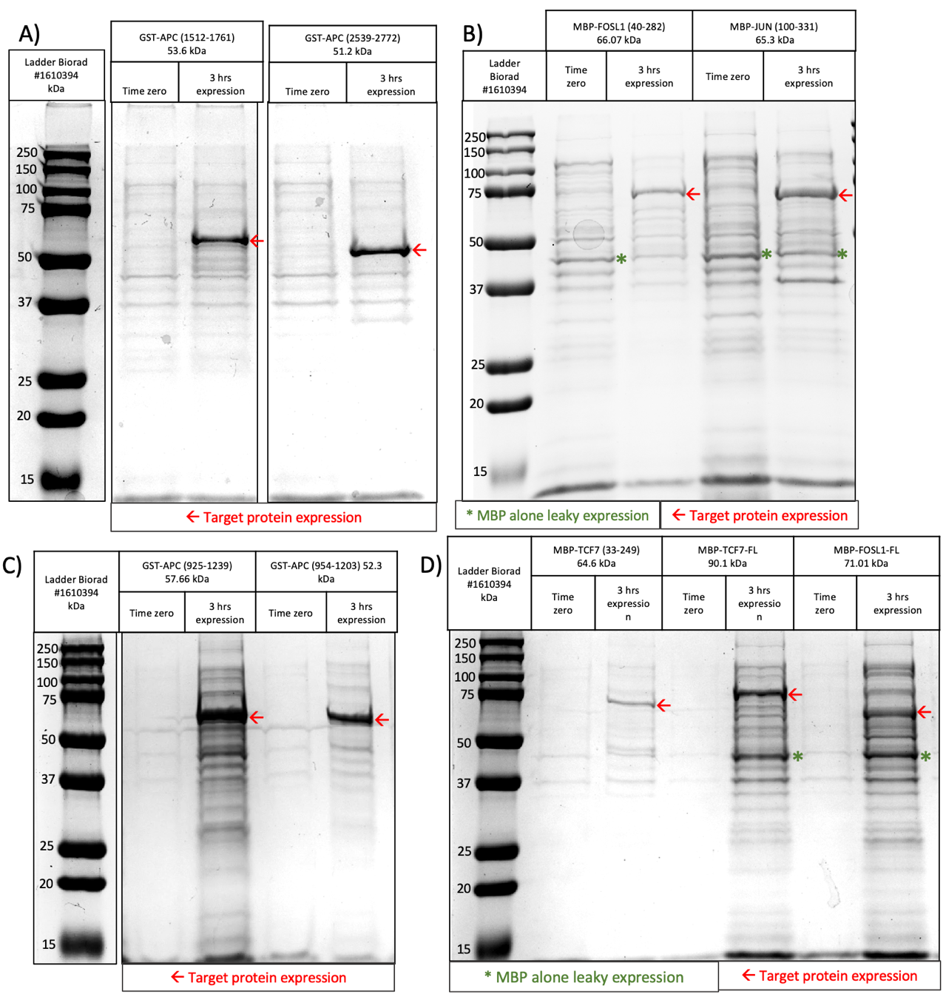 A)
Ladder Biorad
#1610394
kDa
GST-APC (1512-1761)
53.6 kDa
Time zero
3 hrs
expression
GST-APC (2539-2772)
51.2 kDa
Time zero
3 hrs
expression
250
150
100
75
50
37
25
20
15
← Target protein expression
B)
Ladder
Biorad
#1610394
MBP-FOSL1 (40-282)
66.07 kDa
Time
zero
3 hrs
expression
MBP-JUN (100-331)
65.3 kDa
Time zero
3 hrs
expression
250
150
100
75
50
37
25
20
15
*
*
*
* MBP alone leaky expression
← Target protein expression
C)
Ladder Biorad
#1610394
kDa
GST-APC (925-1239)
57.66 kDa
Time zero
3 hrs
expression
GST-APC (954-1203) 52.3
kDa
Time zero
3 hrs
expression
250
150
100
75
50
37
25
20
15
← Target protein expression
D)
Ladder Biorad
#1610394
kDa
MBP-TCF7 (33-249)
64.6 kDa
Time
zero
3 hrs
expressio
n
MBP-TCF7-FL
90.1 kDa
Time
zero
3 hrs
expressio
n
MBP-FOSL1-FL
71.01 kDa
Time
zero
3 hrs
expression
250
150
100
75
50
37
25
20
15
*
*
* MBP alone leaky expression
← Target protein expression